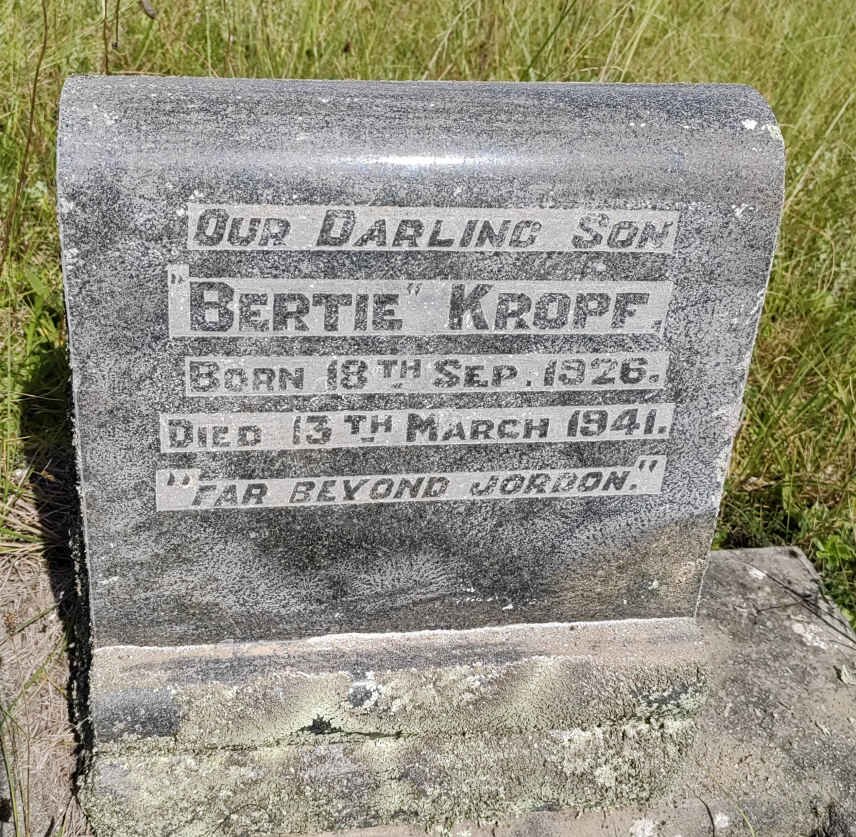 OUR DARLING SON
"BERTIE" KROPF.
BORN 18TH SEP. 1926.
DIED 13TH MARCH 1941.
"FAR BEYOND JORDON."